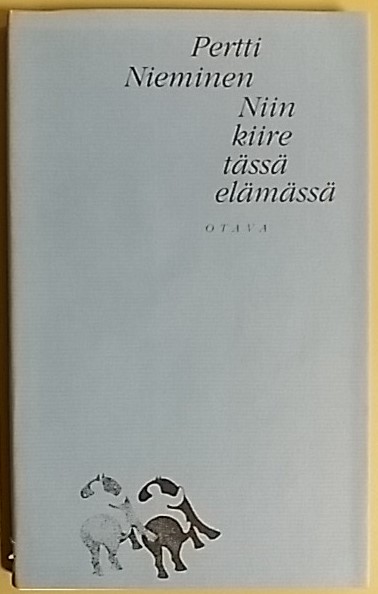 Pertti
Nieminen
Niin
kiire
tässä
elämässä
OTAVA